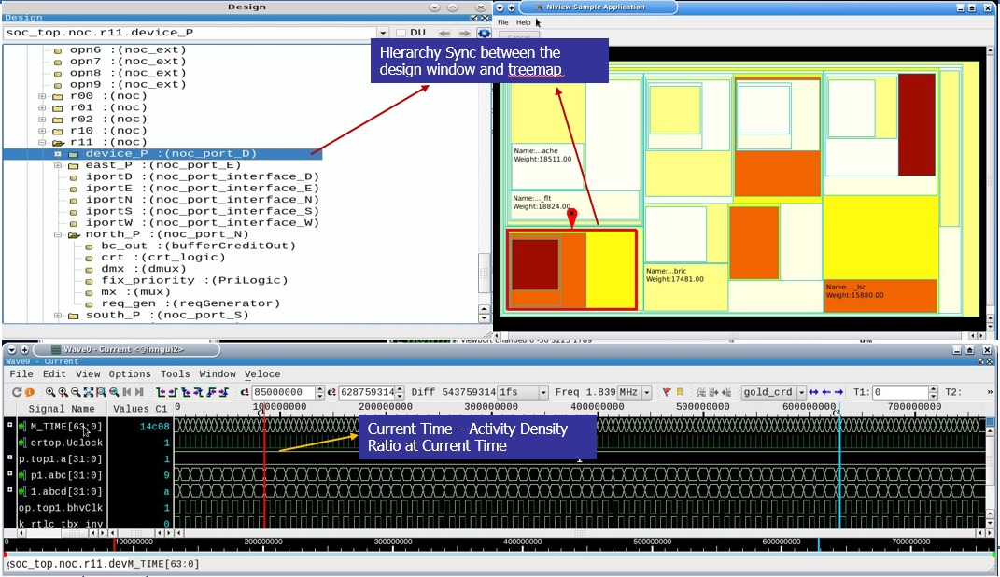 Design
Design
soc_top.noc.r11.device_P
DU
opn6 :(noc_ext)
opn7 :(noc_ext)
opn8 :(noc_ext)
opn9 :(noc_ext)
r00 :(noc)
r01 :(noc)
r02 :(noc)
r10 :(noc)
r11 :(noc)
device_P :(noc_port_D)
east_P :(noc_port_E)
iportD :(noc_port_interface_D)
iportE :(noc_port_interface_E)
iportN :(noc_port_interface_N)
iportS :(noc_port_interface_S)
iportW :(noc_port_interface_W)
north_P :(noc_port_N)
bc_out :(bufferCreditOut)
crt :(crt_logic)
dmx :(dmux)
fix_priority :(PriLogic)
mx :(mux)
req_gen :(reqGenerator)
south_P :(noc_port_S)
Hierarchy Sync between the
design window and treemap
Niview Sample Application
File Help
Cancel
Name:...ache
Weight:18511.00
Name:..._flt
Weight:18824.00
Name:...bric
Weight:17481.00
Name:..._lsc
Weight:15880.00
Wave0 - Current <@inngui2>
Wave0 - Current
File Edit View Options Tools Window Veloce
C1: 85000000 C2: 628759314 Diff 543759314 1fs Freq 1.839 MHz gold_crd T1: 0 T2: »
Signal Name Values C1
0 100000000 200000000 300000000 400000000 500000000 600000000 700000000
M_TIME[63:0] 14c08
ertop.Uclock 1
p.top1.a[31:0] 1
p1.abc[31:0] 9
1.abcd[31:0] a
op.top1.bhvClk 1
k_rtlc_tbx_inv 0
Current Time – Activity Density
Ratio at Current Time
0 100000000 200000000 300000000 400000000 500000000 600000000 700000000
soc_top.noc.r11.devM_TIME[63:0]